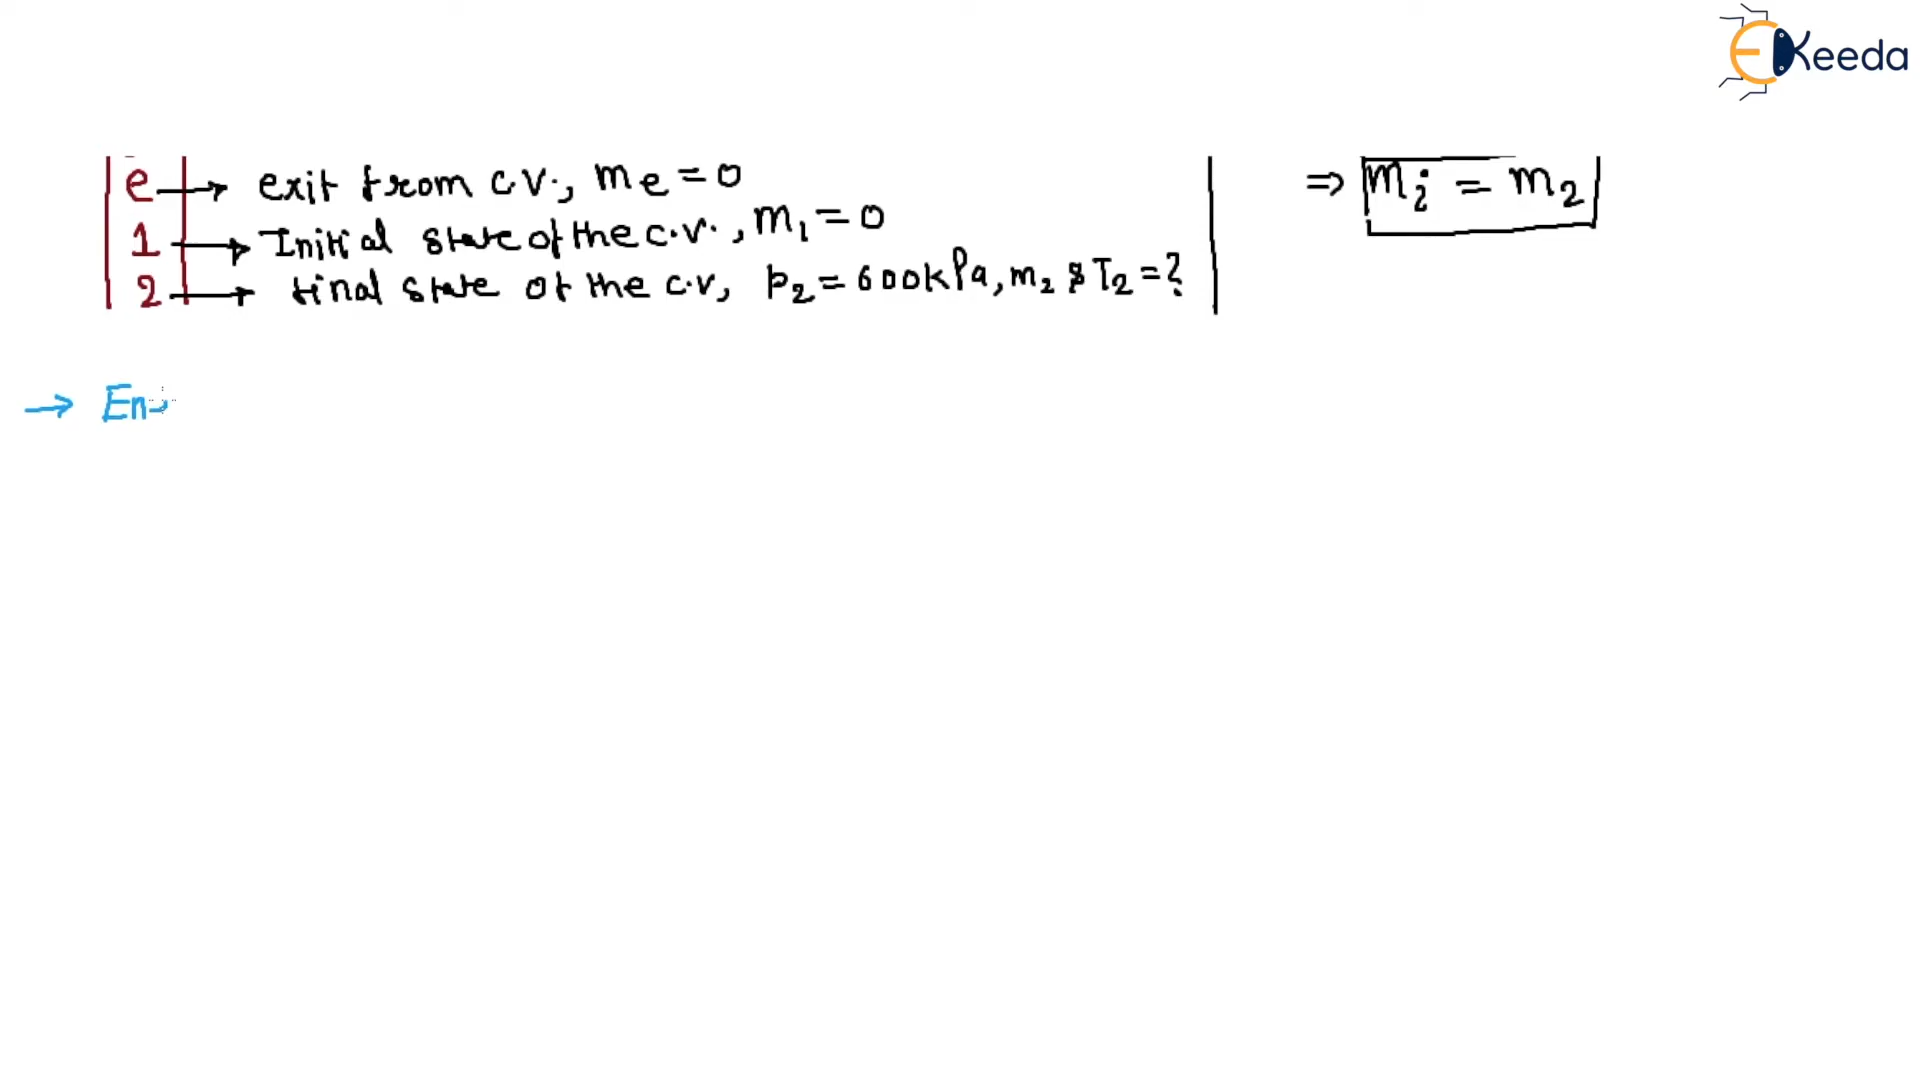 EKeeda
e → exit from c.v., me = 0
1 → Initial state of the c.v., m₁ = 0
2 → final state of the c.v, p₂ = 600kPa, m₂ & T₂ = ?
⇒ mᵢ = m₂
→ En